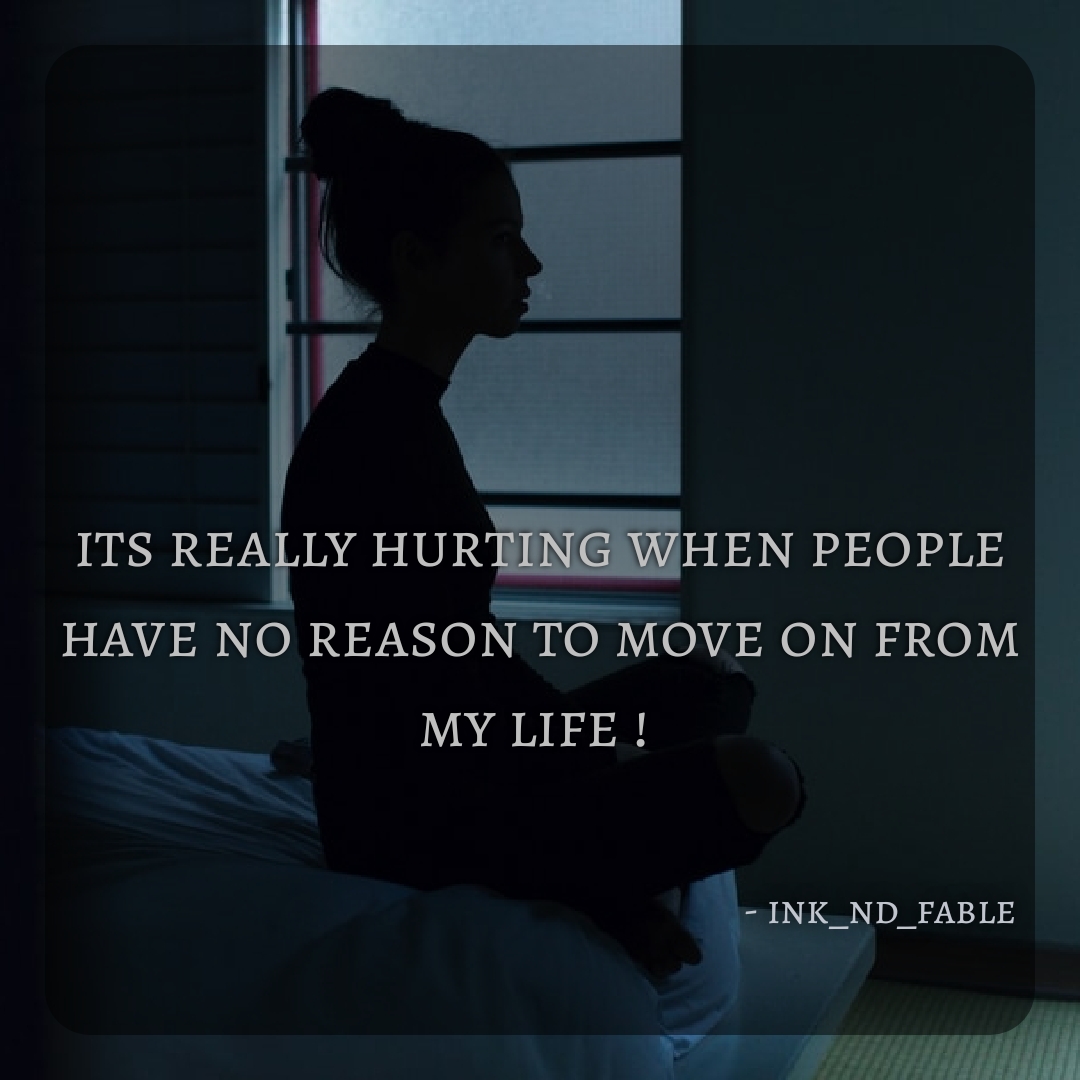 ITS REALLY HURTING WHEN PEOPLE
HAVE NO REASON TO MOVE ON FROM
MY LIFE !
- INK_ND_FABLE